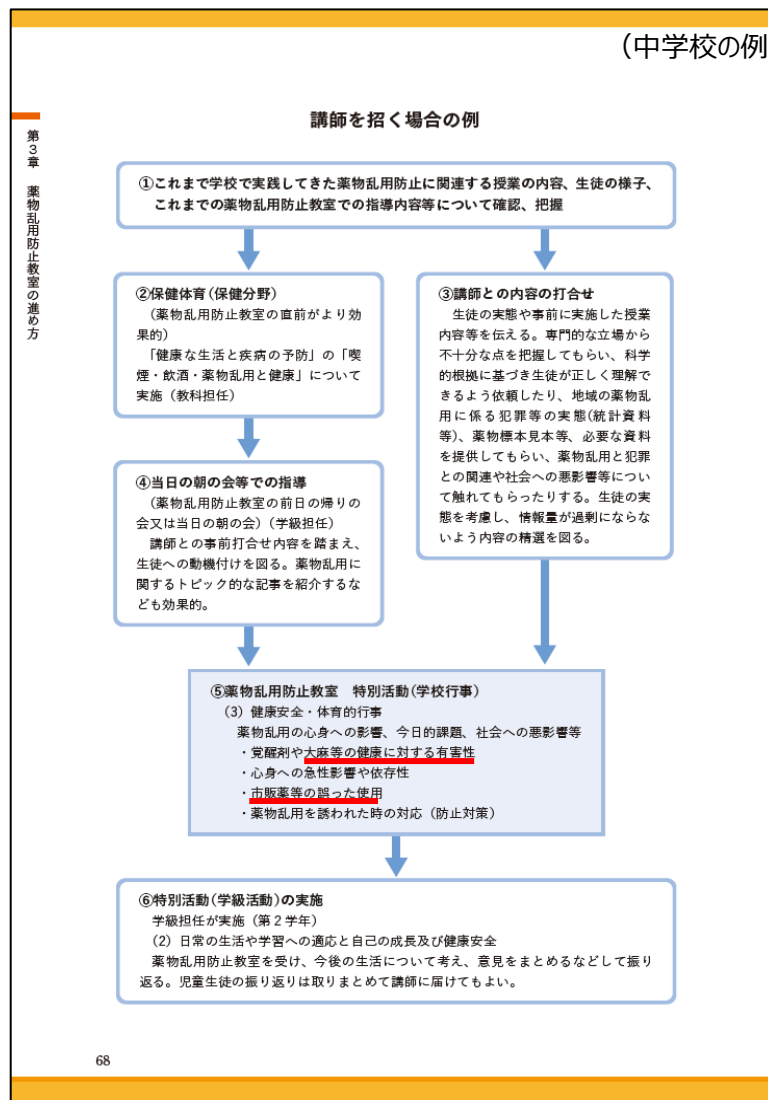 (中学校の例
第3章 薬物乱用防止教室の進め方
講師を招く場合の例
①これまで学校で実践してきた薬物乱用防止に関連する授業の内容、生徒の様子、
これまでの薬物乱用防止教室での指導内容等について確認、把握
②保健体育(保健分野)
(薬物乱用防止教室の直前がより効
果的)
「健康な生活と疾病の予防」の「喫
煙・飲酒・薬物乱用と健康」について
実施(教科担任)
③講師との内容の打合せ
生徒の実態や事前に実施した授業
内容等を伝える。専門的な立場から
不十分な点を把握してもらい、科学
的根拠に基づき生徒が正しく理解で
きるよう依頼したり、地域の薬物乱
用に係る犯罪等の実態(統計資料
等)、薬物標本見本等、必要な資料
を提供してもらい、薬物乱用と犯罪
との関連や社会への悪影響等につい
て触れてもらったりする。生徒の実
態を考慮し、情報量が過剰にならな
いよう内容の精選を図る。
④当日の朝の会等での指導
(薬物乱用防止教室の前日の帰りの
会又は当日の朝の会)(学級担任)
講師との事前打合せ内容を踏まえ、
生徒への動機付けを図る。薬物乱用に
関するトピック的な記事を紹介するな
ども効果的。
⑤薬物乱用防止教室 特別活動(学校行事)
(3)健康安全・体育的行事
薬物乱用の心身への影響、今日的課題、社会への悪影響等
・覚醒剤や大麻等の健康に対する有害性
・心身への急性影響や依存性
・市販薬等の誤った使用
・薬物乱用を誘われた時の対応(防止対策)
⑥特別活動(学級活動)の実施
学級担任が実施(第2学年)
(2)日常の生活や学習への適応と自己の成長及び健康安全
薬物乱用防止教室を受け、今後の生活について考え、意見をまとめるなどして振り
返る。児童生徒の振り返りは取りまとめて講師に届けてもよい。
68